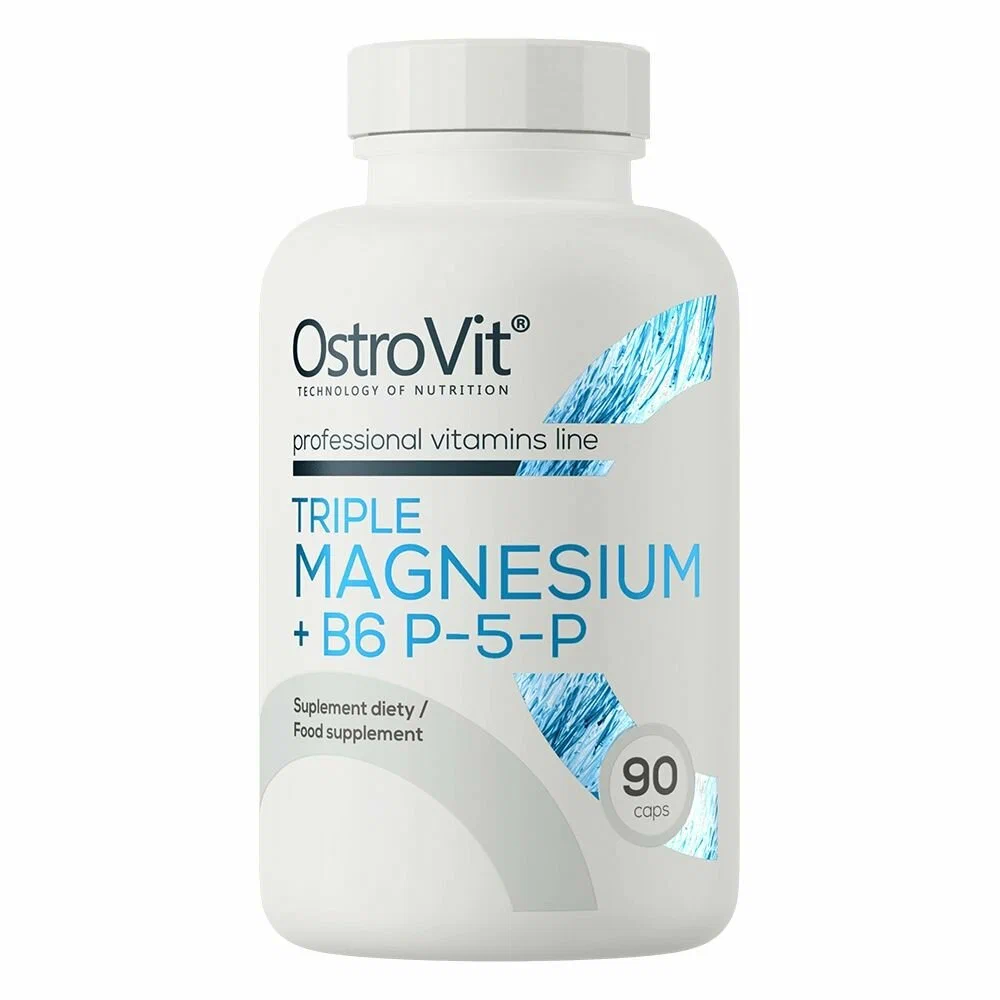 OstroVit®
TECHNOLOGY OF NUTRITION
professional vitamins line
TRIPLE
MAGNESIUM
+ B6 P-5-P
Suplement diety /
Food supplement
90
caps